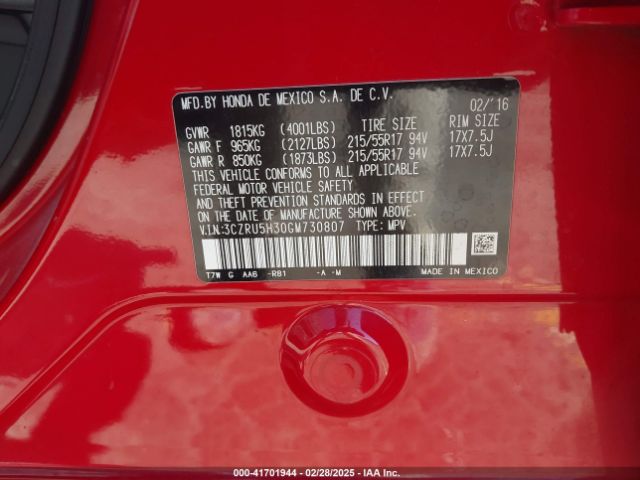 MFD.BY HONDA DE MEXICO S.A. DE C.V.
02/'16
GVWR 1815KG (4001LBS) TIRE SIZE RIM SIZE
GAWR F 965KG (2127LBS) 215/55R17 94V 17X7.5J
GAWR R 850KG (1873LBS) 215/55R17 94V 17X7.5J
THIS VEHICLE CONFORMS TO ALL APPLICABLE
FEDERAL MOTOR VEHICLE SAFETY
AND THEFT PREVENTION STANDARDS IN EFFECT
ON THE DATE OF MANUFACTURE SHOWN ABOVE.
V.I.N:3CZRU5H30GM730807 TYPE: MPV
T7W G AA6 -R81 -A -M
MADE IN MEXICO
000-41701944 | 02/28/2025 - IAA Inc.